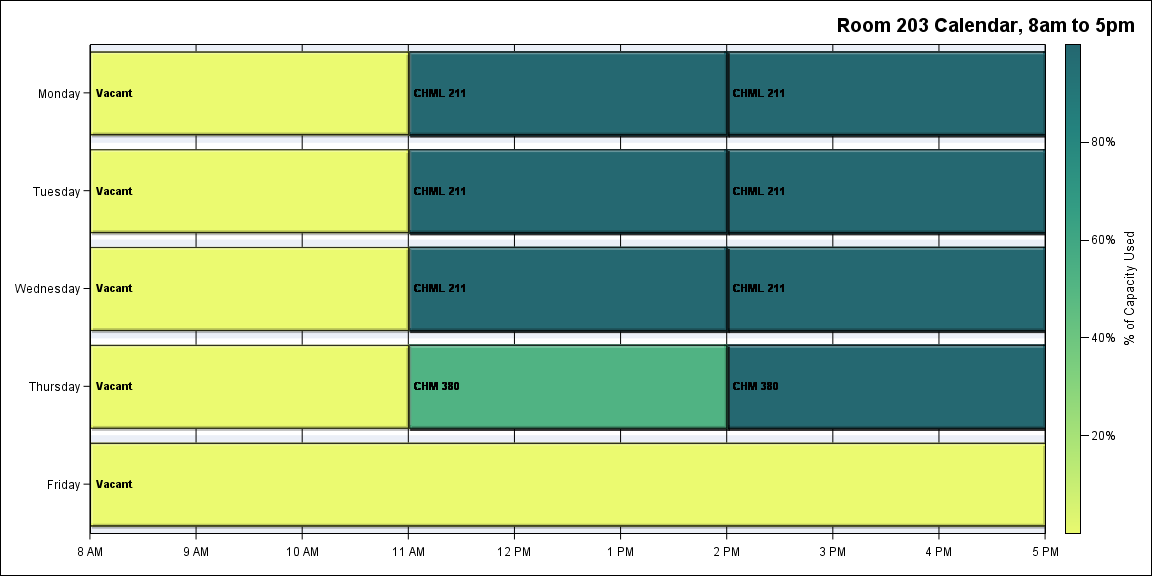 Room 203 Calendar, 8am to 5pm
Monday Vacant CHML 211 CHML 211
80%
Tuesday Vacant CHML 211 CHML 211
60%
% of Capacity Used
Wednesday Vacant CHML 211 CHML 211
40%
Thursday Vacant CHM 380 CHM 380
20%
Friday Vacant
8 AM 9 AM 10 AM 11 AM 12 PM 1 PM 2 PM 3 PM 4 PM 5 PM